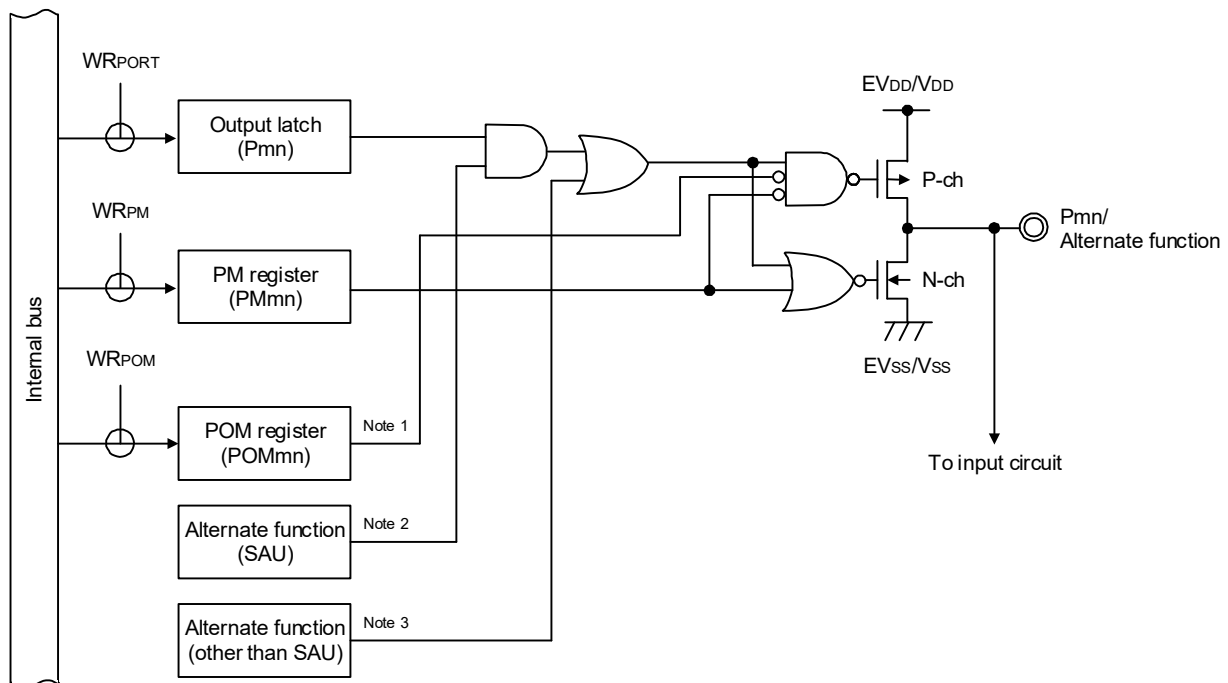 WRPORT
EVDD/VDD
Output latch
(Pmn)
P-ch
WRPM
Pmn/
Alternate function
PM register
(PMmn)
N-ch
Internal bus
WRPOM
EVSS/VSS
POM register
(POMmn)
Note 1
To input circuit
Alternate function
(SAU)
Note 2
Alternate function
(other than SAU)
Note 3